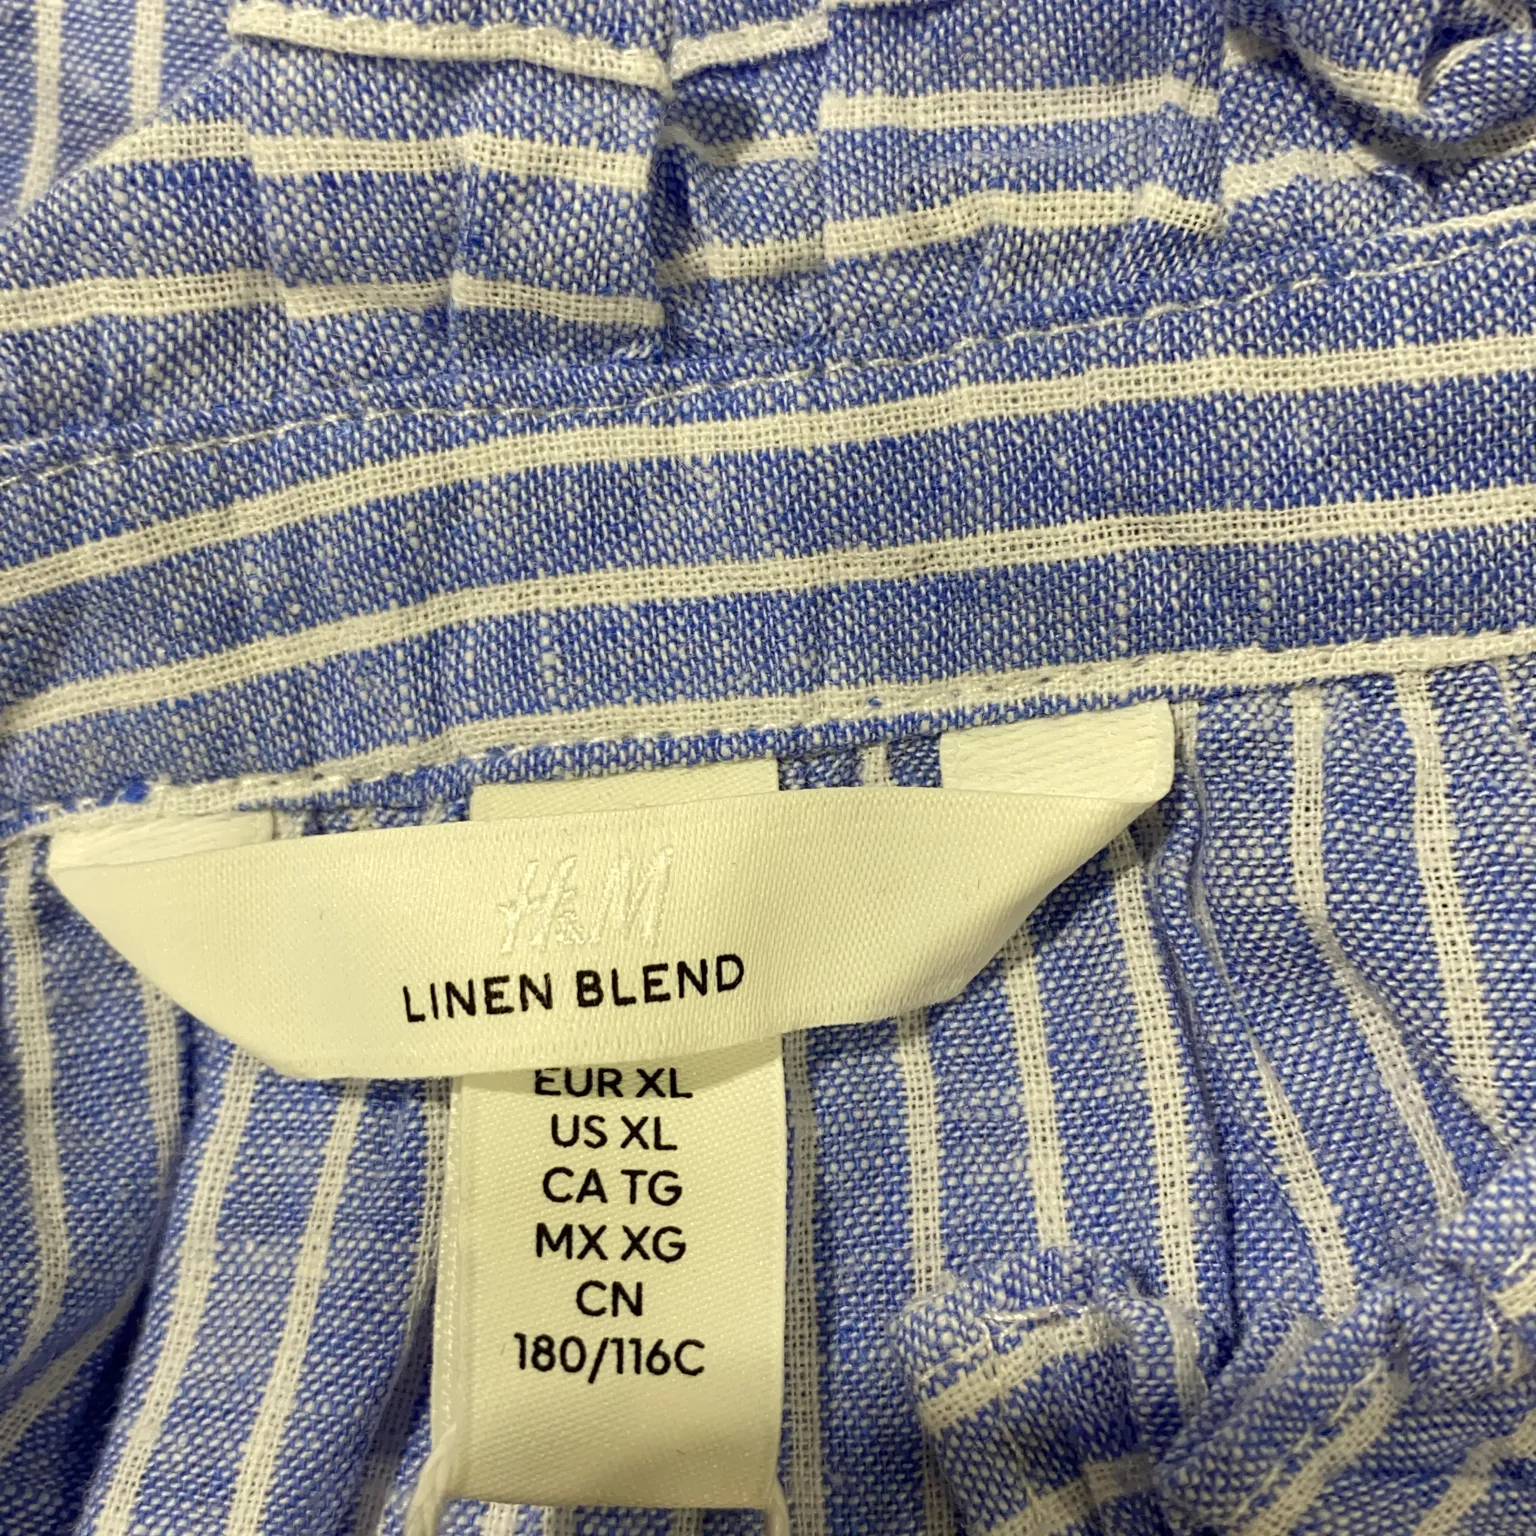 H&M
LINEN BLEND
EUR XL
US XL
CA TG
MX XG
CN
180/116C